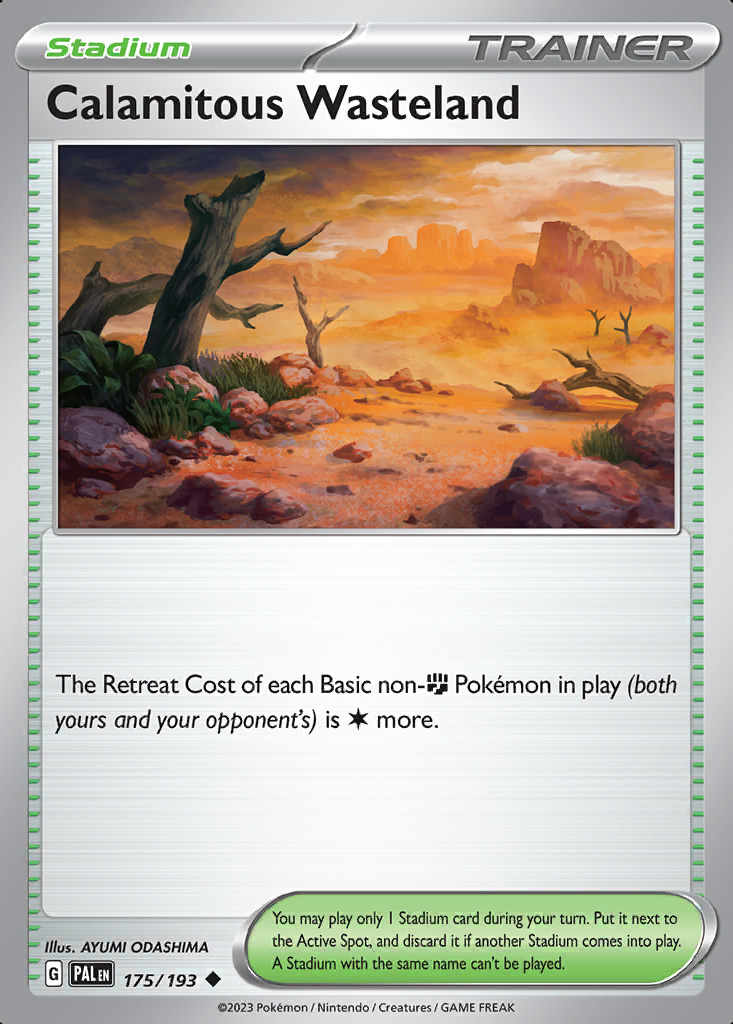 Stadium
TRAINER
Calamitous Wasteland
The Retreat Cost of each Basic non- Pokémon in play (both
yours and your opponent's) is more.
You may play only 1 Stadium card during your turn. Put it next to
the Active Spot, and discard it if another Stadium comes into play.
A Stadium with the same name can't be played.
Illus. AYUMI ODASHIMA
G PAL EN 175/193
©2023 Pokémon / Nintendo / Creatures / GAME FREAK